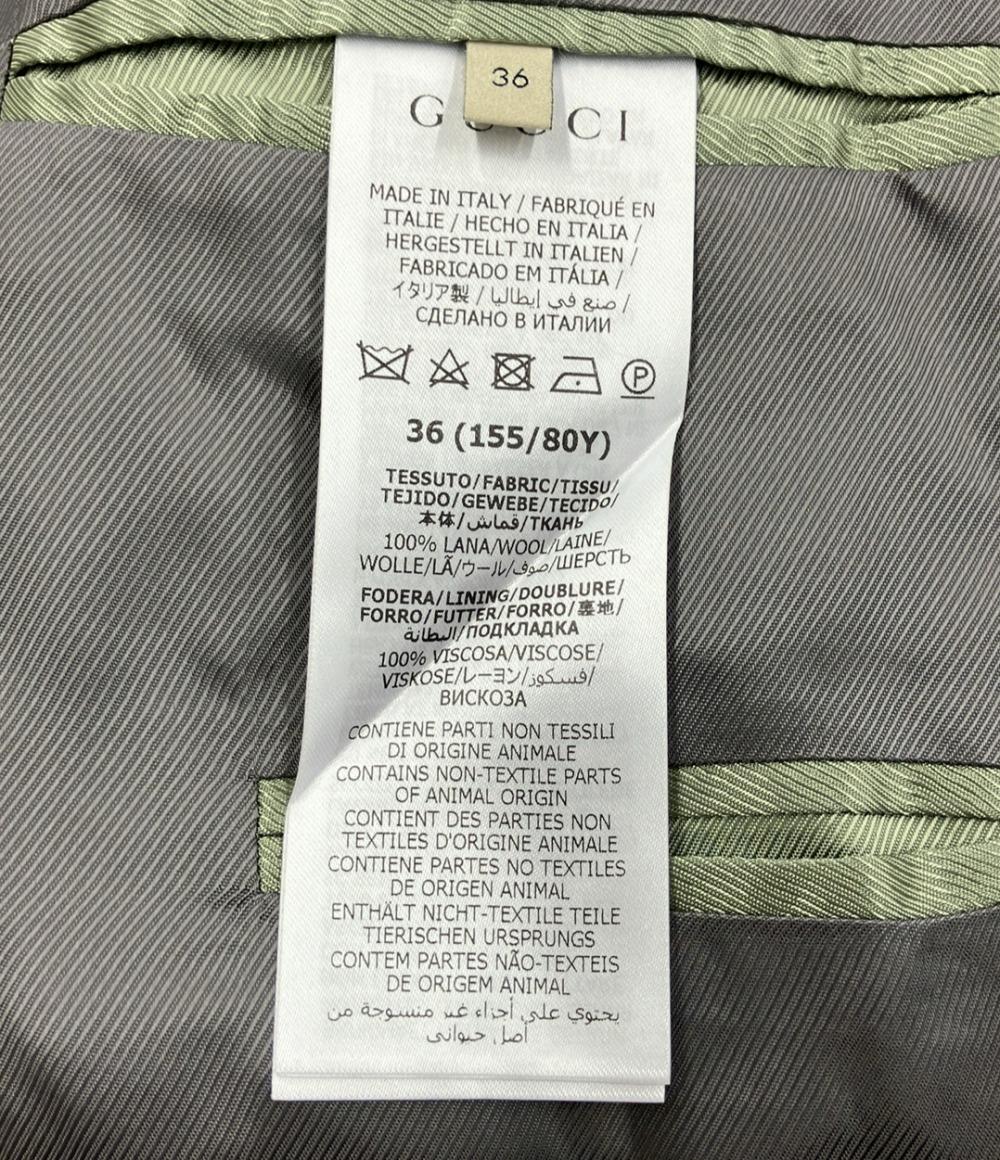 36
GUCCI
MADE IN ITALY / FABRIQUÉ EN
ITALIE / HECHO EN ITALIA /
HERGESTELLT IN ITALIEN /
FABRICADO EM ITÁLIA /
イタリア製 / صنع في إيطاليا /
СДЕЛАНО В ИТАЛИИ
P
36 (155/80Y)
TESSUTO/FABRIC/TISSU/
TEJIDO/GEWEBE/TECIDO/
本体/قماش/ТКАНЬ
100% LANA/WOOL/LAINE/
WOLLE/LÃ/ウール/صوف/ШЕРСТЬ
FODERA/LINING/DOUBLURE/
FORRO/FUTTER/FORRO/裏地/
البطانة/ПОДКЛАДКА
100% VISCOSA/VISCOSE/
VISKOSE/レーヨン/فسكوز/
ВИСКОЗА
CONTIENE PARTI NON TESSILI
DI ORIGINE ANIMALE
CONTAINS NON-TEXTILE PARTS
OF ANIMAL ORIGIN
CONTIENT DES PARTIES NON
TEXTILES D'ORIGINE ANIMALE
CONTIENE PARTES NO TEXTILES
DE ORIGEN ANIMAL
ENTHÄLT NICHT-TEXTILE TEILE
TIERISCHEN URSPRUNGS
CONTEM PARTES NÃO-TEXTEIS
DE ORIGEM ANIMAL
يحتوي على أجزاء غير منسوجة من
أصل حيواني